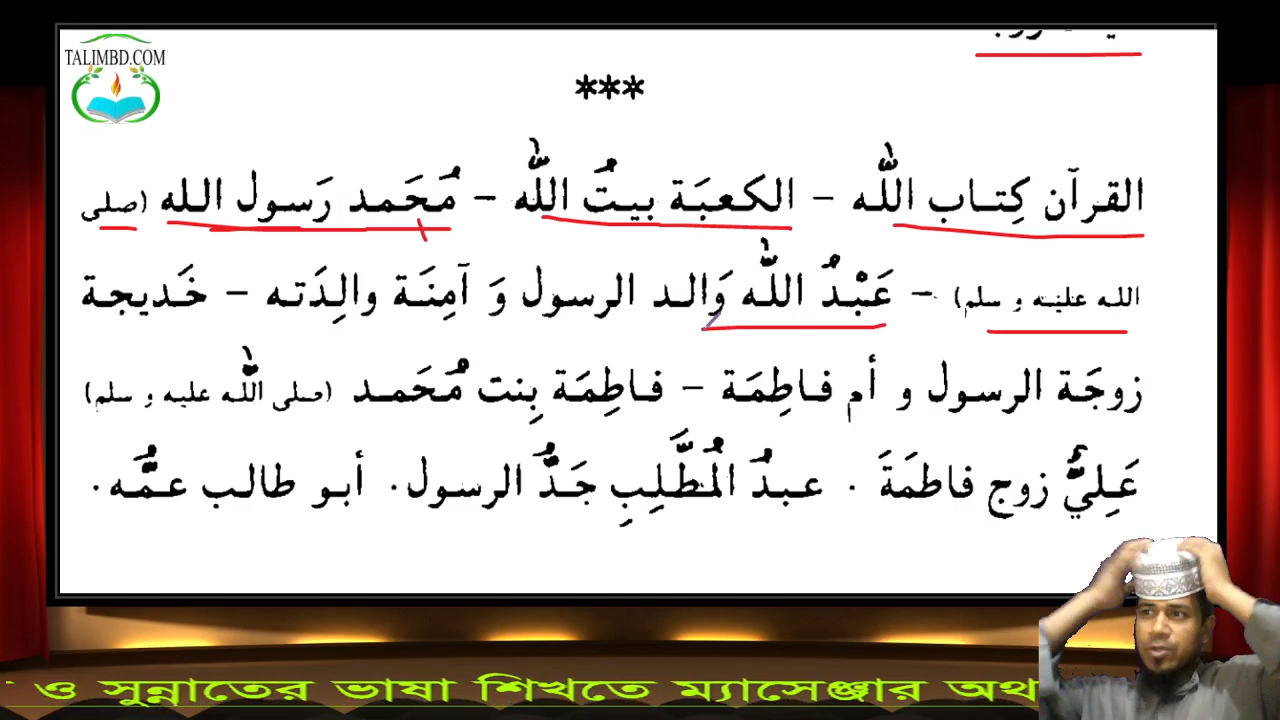 TALIMBD.COM
***
القرآن كِتاب اللّٰه – الكعبَة بيتُ اللّٰه – مُحَمد رَسول الله (صلى
الله عليه و سلم) – عَبْدُ اللّٰه وَالد الرسول وَ آمِنَة والِدَته – خَديجة
زوجَة الرسول و أم فاطِمَة – فاطِمَة بِنت مُحَمد (صلى اللّٰه عليه و سلم)
عَلِيٌّ زوج فاطمَةَ . عبدُ المُطَّلِبِ جَدُّ الرسول. أبو طالب عمُّه.
ও সুন্নাতের ভাষা শিখতে ম্যাসেঞ্জার অথ